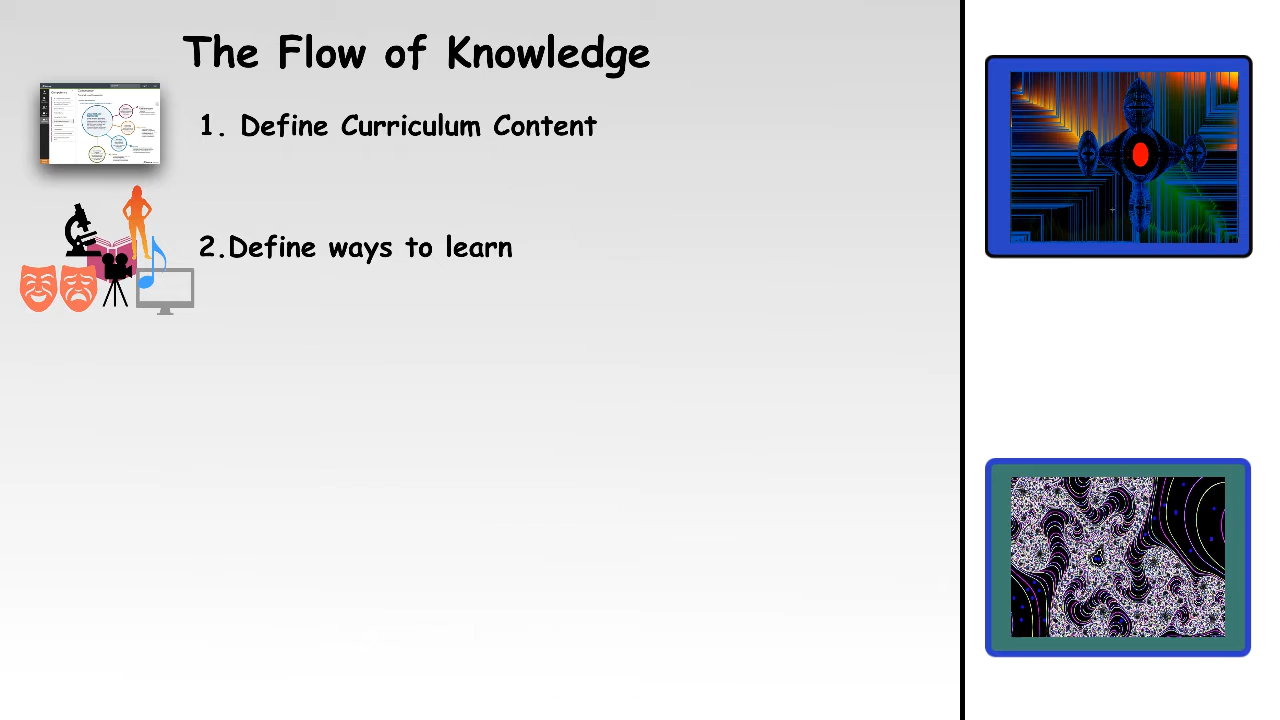 The Flow of Knowledge
1. Define Curriculum Content
2.Define ways to learn